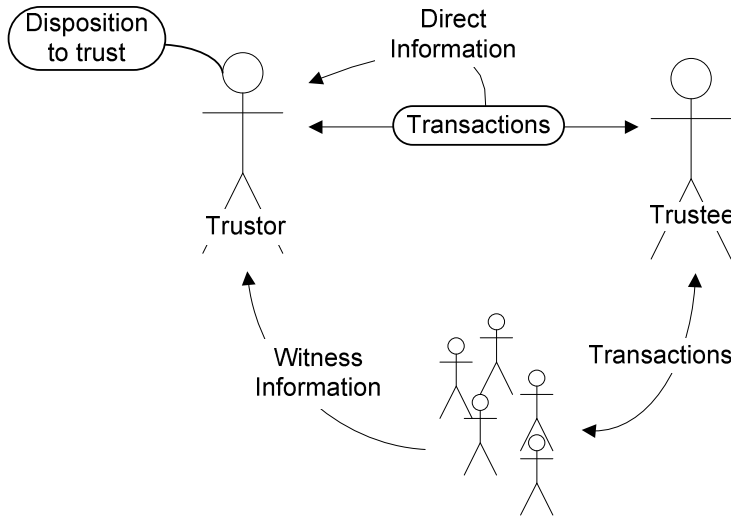 Disposition
to trust
Direct
Information
Transactions
Trustor
Trustee
Witness
Information
Transactions